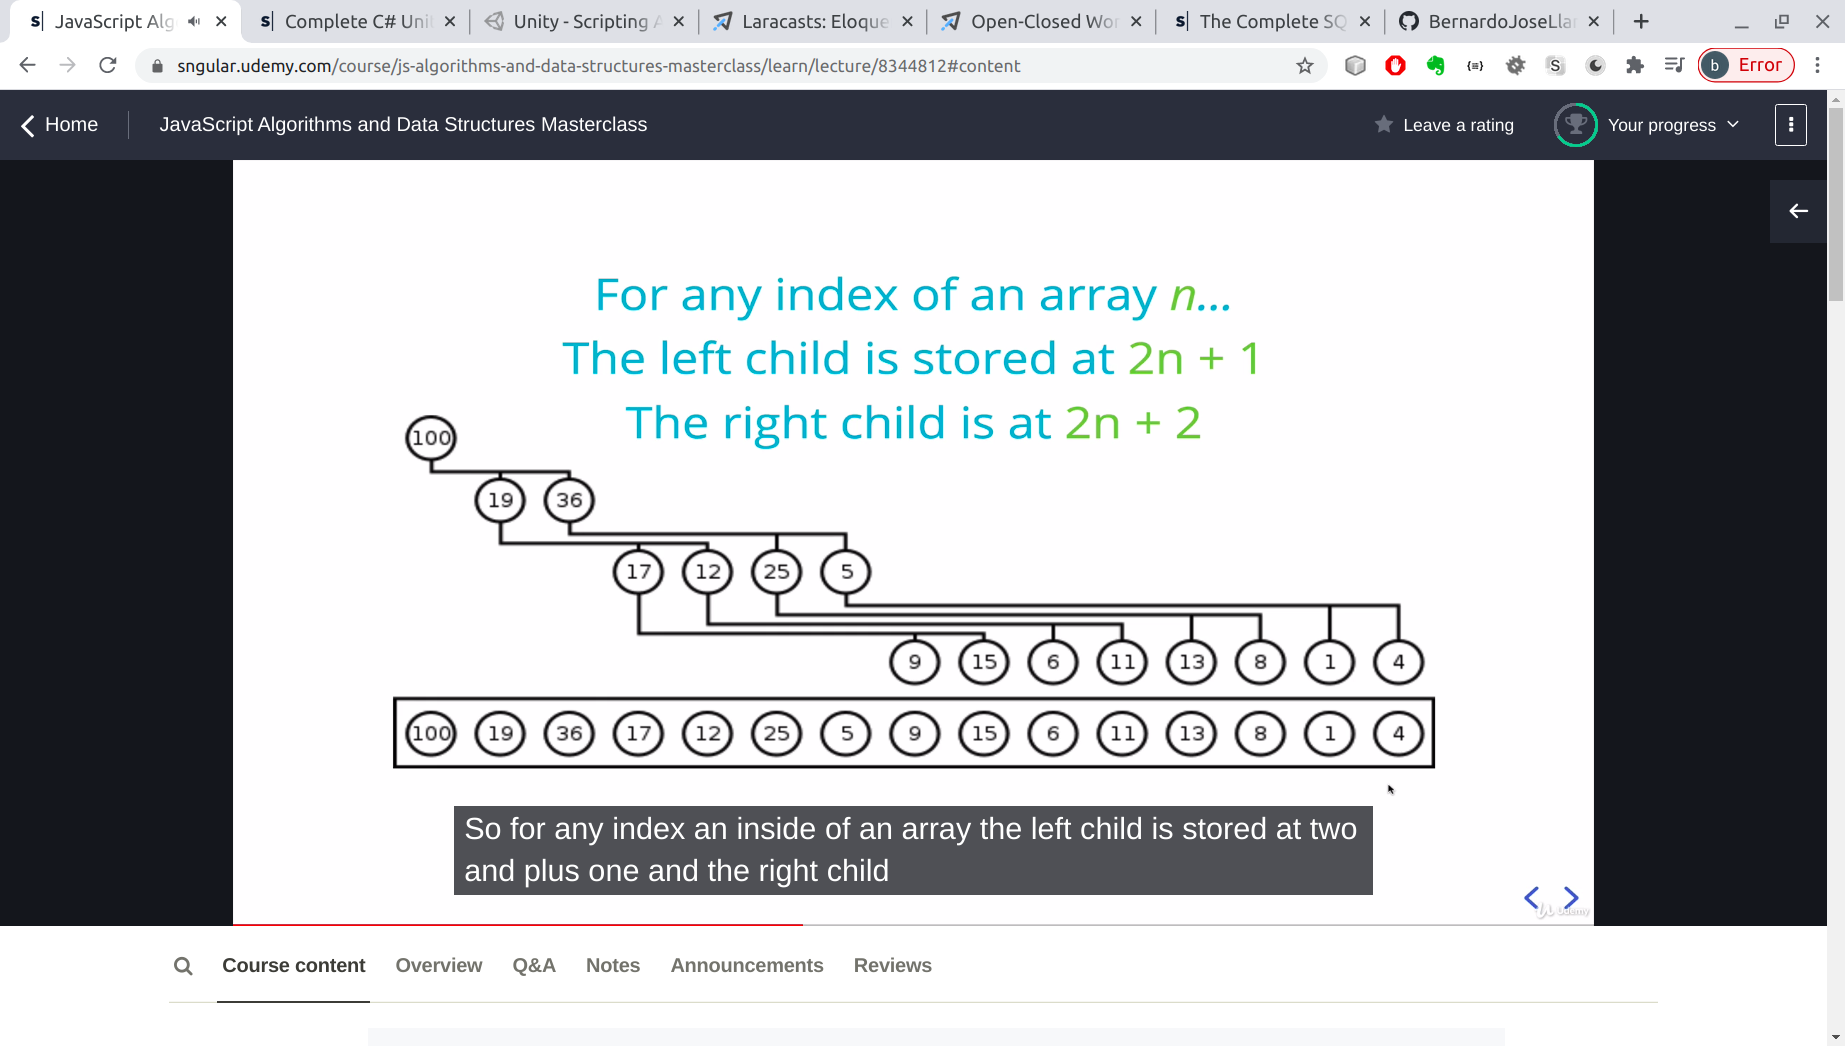 JavaScript Alg
Complete C# Uni
Unity - Scripting A
Laracasts: Eloque
Open-Closed Wor
The Complete SQ
BernardoJoseLlar
sngular.udemy.com/course/js-algorithms-and-data-structures-masterclass/learn/lecture/8344812#content
b Error
Home
JavaScript Algorithms and Data Structures Masterclass
Leave a rating
Your progress
For any index of an array n...
The left child is stored at 2n + 1
The right child is at 2n + 2
100
19 36
17 12 25 5
9 15 6 11 13 8 1 4
100 19 36 17 12 25 5 9 15 6 11 13 8 1 4
So for any index an inside of an array the left child is stored at two
and plus one and the right child
Udemy
Course content Overview Q&A Notes Announcements Reviews